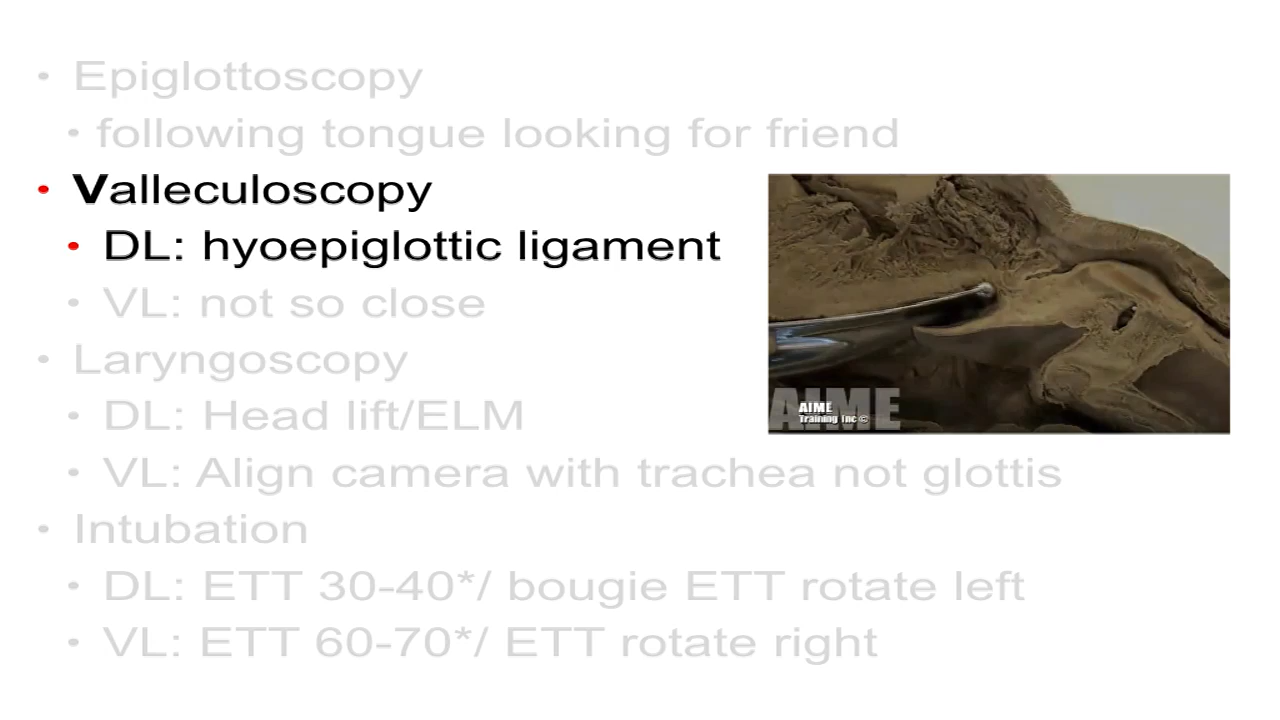 • Epiglottoscopy
• following tongue looking for friend
• Valleculoscopy
• DL: hyoepiglottic ligament
• VL: not so close
• Laryngoscopy
• DL: Head lift/ELM
• VL: Align camera with trachea not glottis
• Intubation
• DL: ETT 30-40*/ bougie ETT rotate left
• VL: ETT 60-70*/ ETT rotate right
AIME
AIME
Training Inc ©